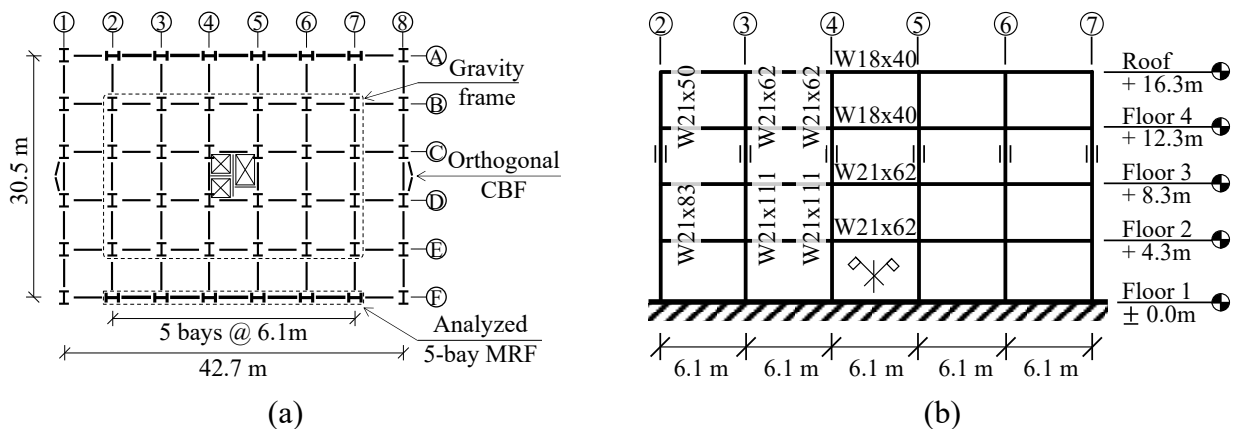 1 2 3 4 5 6 7 8
A
B
C
D
E
F
Gravity
frame
Orthogonal
CBF
Analyzed
5-bay MRF
30.5 m
5 bays @ 6.1m
42.7 m
(a)
2 3 4 5 6 7
W18x40
W18x40
W21x62
W21x62
W21x50
W21x62
W21x62
W21x83
W21x111
W21x111
Roof
+ 16.3m
Floor 4
+ 12.3m
Floor 3
+ 8.3m
Floor 2
+ 4.3m
Floor 1
± 0.0m
6.1 m 6.1 m 6.1 m 6.1 m 6.1 m
(b)